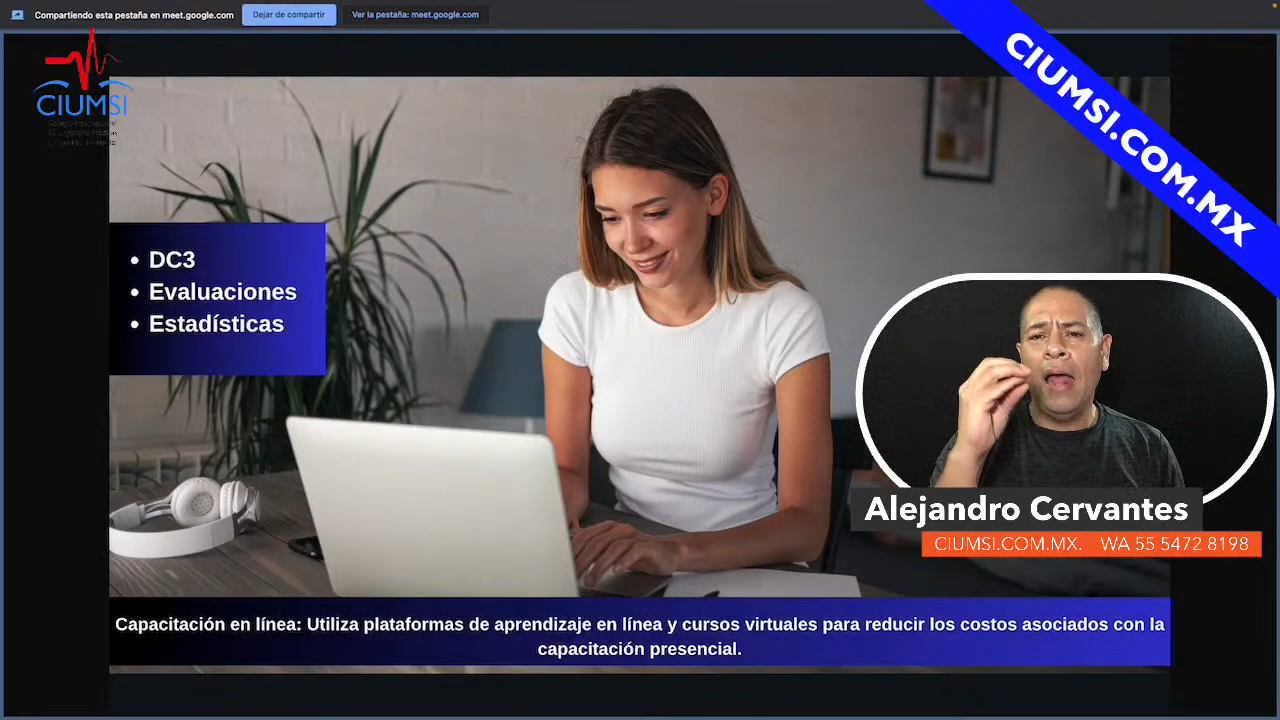 Compartiendo esta pestaña en meet.google.com
Dejar de compartir
Ver la pestaña: meet.google.com
CIUMSI
CIUMSI.COM.MX
• DC3
• Evaluaciones
• Estadísticas
Alejandro Cervantes
CIUMSI.COM.MX. WA 55 5472 8198
Capacitación en línea: Utiliza plataformas de aprendizaje en línea y cursos virtuales para reducir los costos asociados con la
capacitación presencial.